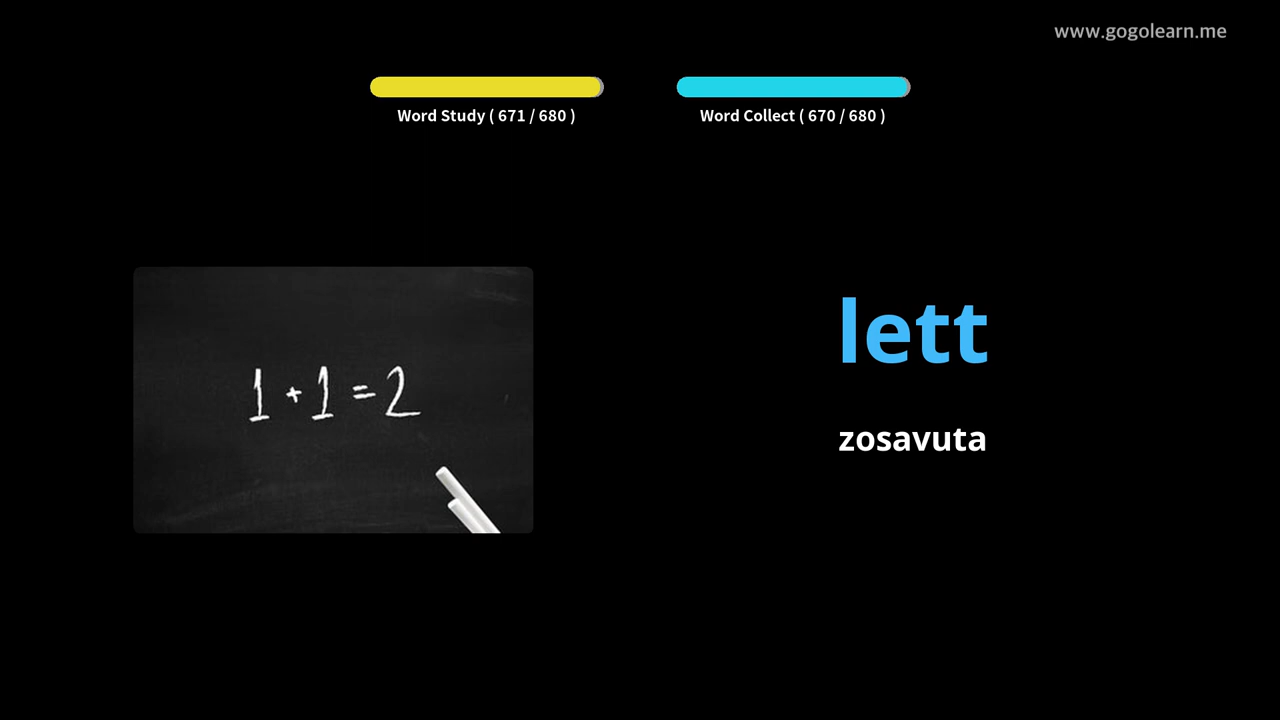 www.gogolearn.me
Word Study ( 671 / 680 )
Word Collect ( 670 / 680 )
1 + 1 = 2
lett
zosavuta